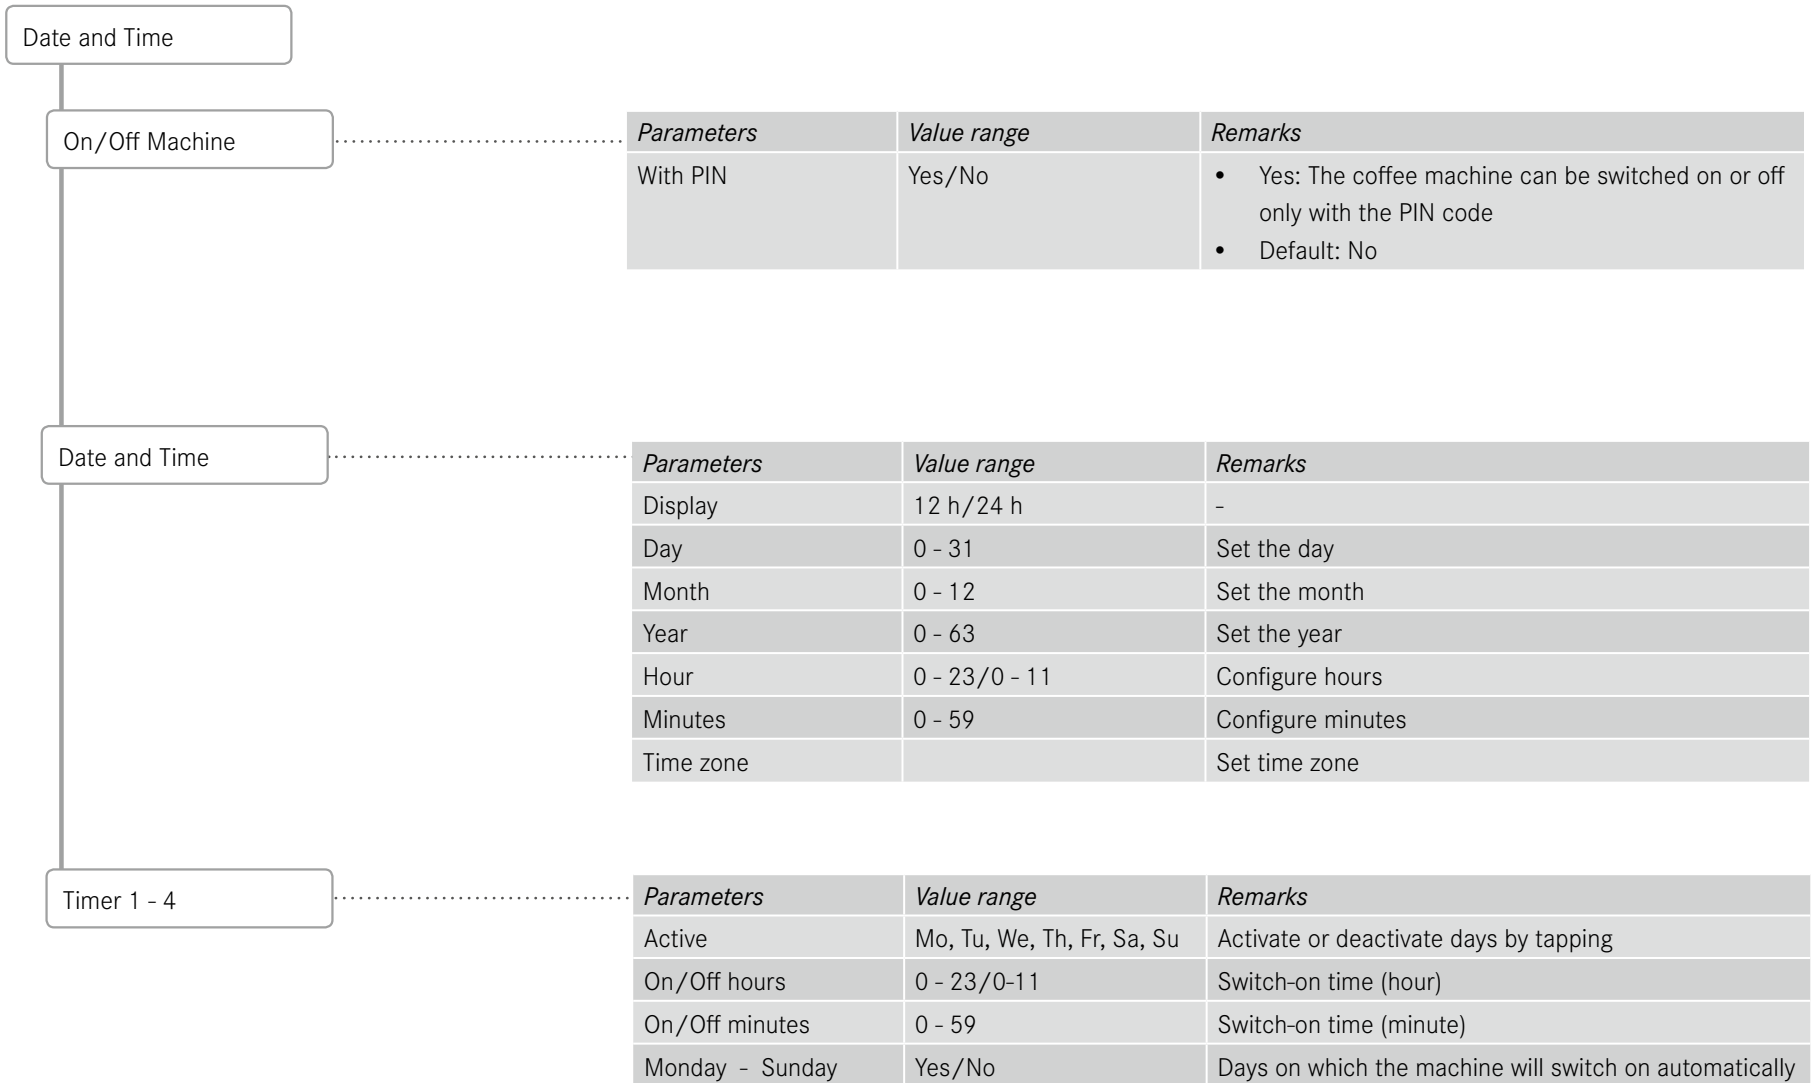 Date and Time
On/Off Machine
Parameters Value range Remarks
With PIN Yes/No • Yes: The coffee machine can be switched on or off
only with the PIN code
• Default: No
Date and Time
Parameters Value range Remarks
Display 12 h/24 h -
Day 0 - 31 Set the day
Month 0 - 12 Set the month
Year 0 - 63 Set the year
Hour 0 - 23/0 - 11 Configure hours
Minutes 0 - 59 Configure minutes
Time zone Set time zone
Timer 1 - 4
Parameters Value range Remarks
Active Mo, Tu, We, Th, Fr, Sa, Su Activate or deactivate days by tapping
On/Off hours 0 - 23/0-11 Switch-on time (hour)
On/Off minutes 0 - 59 Switch-on time (minute)
Monday - Sunday Yes/No Days on which the machine will switch on automatically